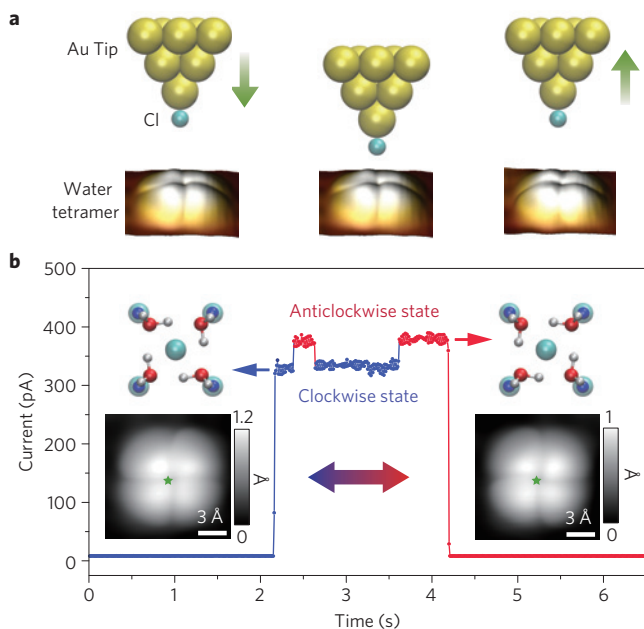 a
Au Tip
Cl
Water
tetramer
b
500
400
300
200
100
0
Current (pA)
Anticlockwise state
Clockwise state
1.2
Å
0
3 Å
1
Å
0
3 Å
0
1
2
3
4
5
6
Time (s)